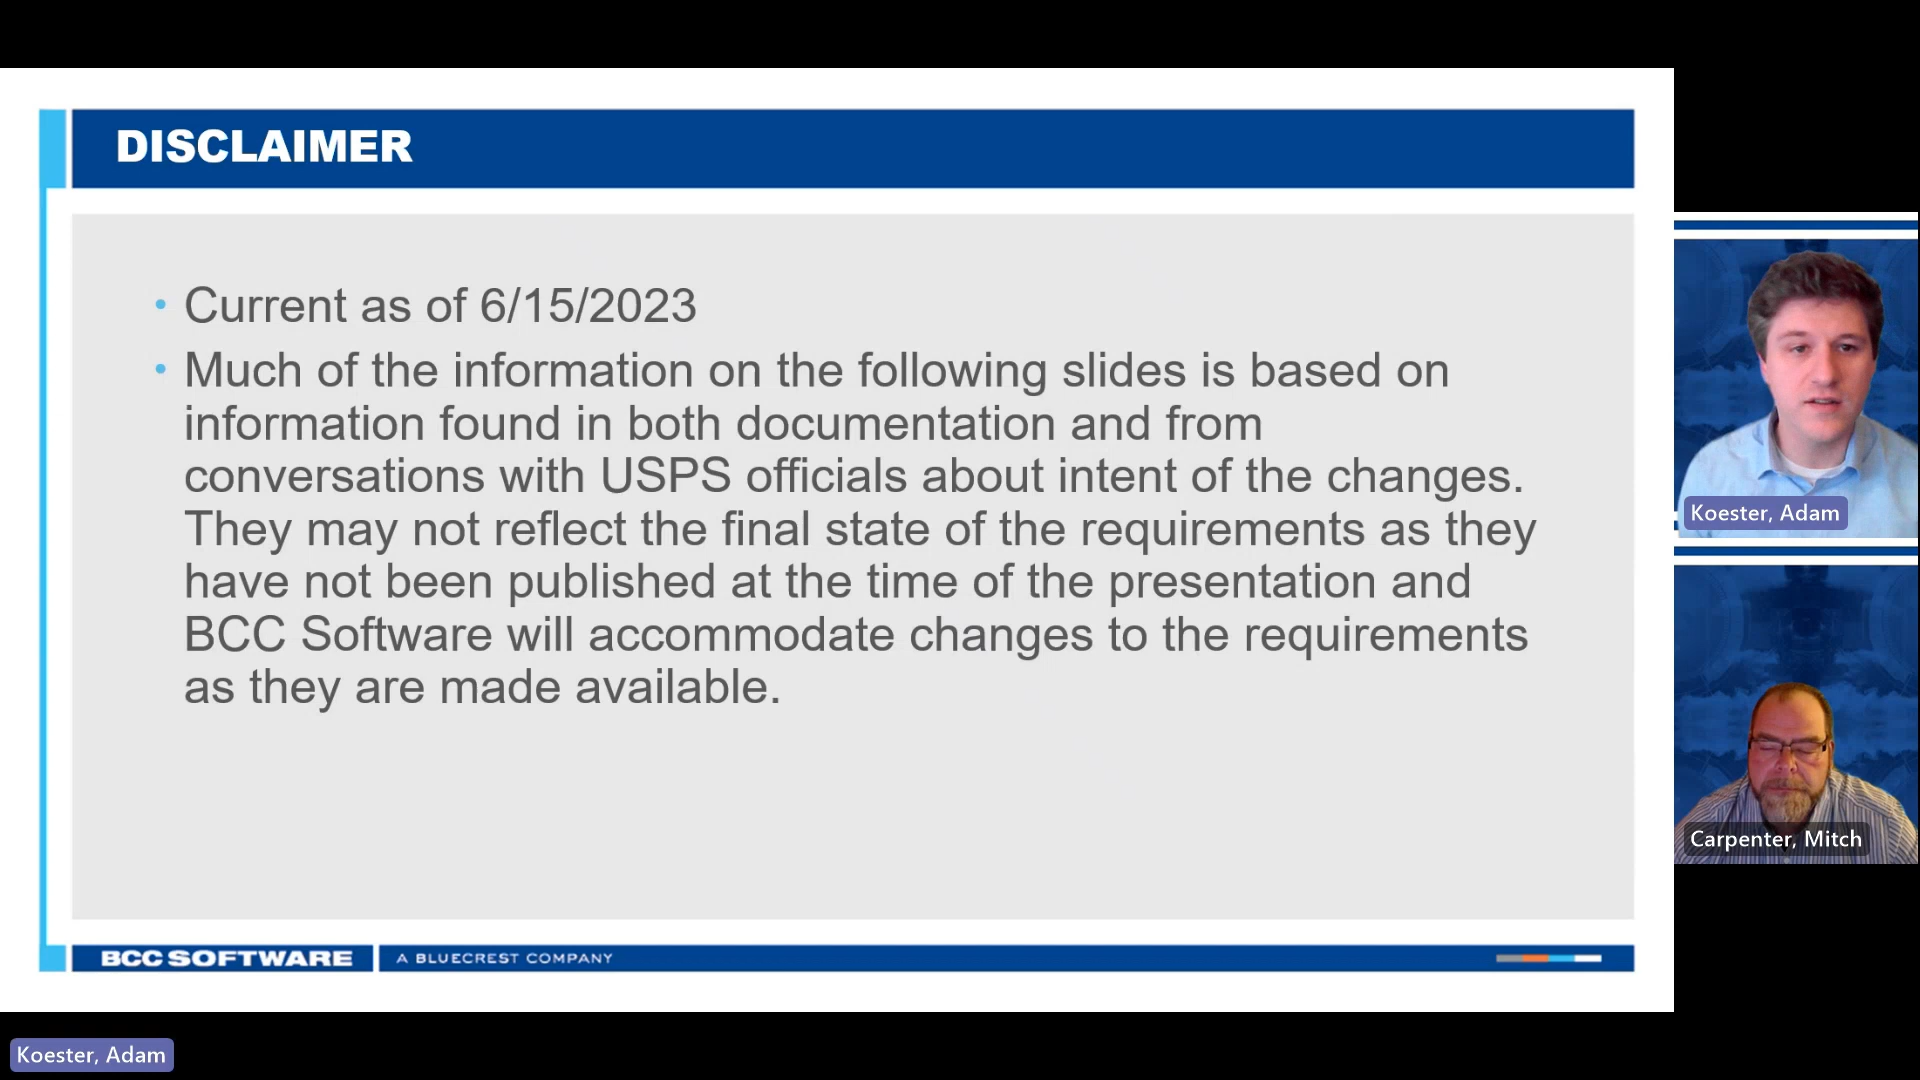 DISCLAIMER
• Current as of 6/15/2023
• Much of the information on the following slides is based on
information found in both documentation and from
conversations with USPS officials about intent of the changes.
They may not reflect the final state of the requirements as they
have not been published at the time of the presentation and
BCC Software will accommodate changes to the requirements
as they are made available.
BCC SOFTWARE
A BLUECREST COMPANY
Koester, Adam
Carpenter, Mitch
Koester, Adam